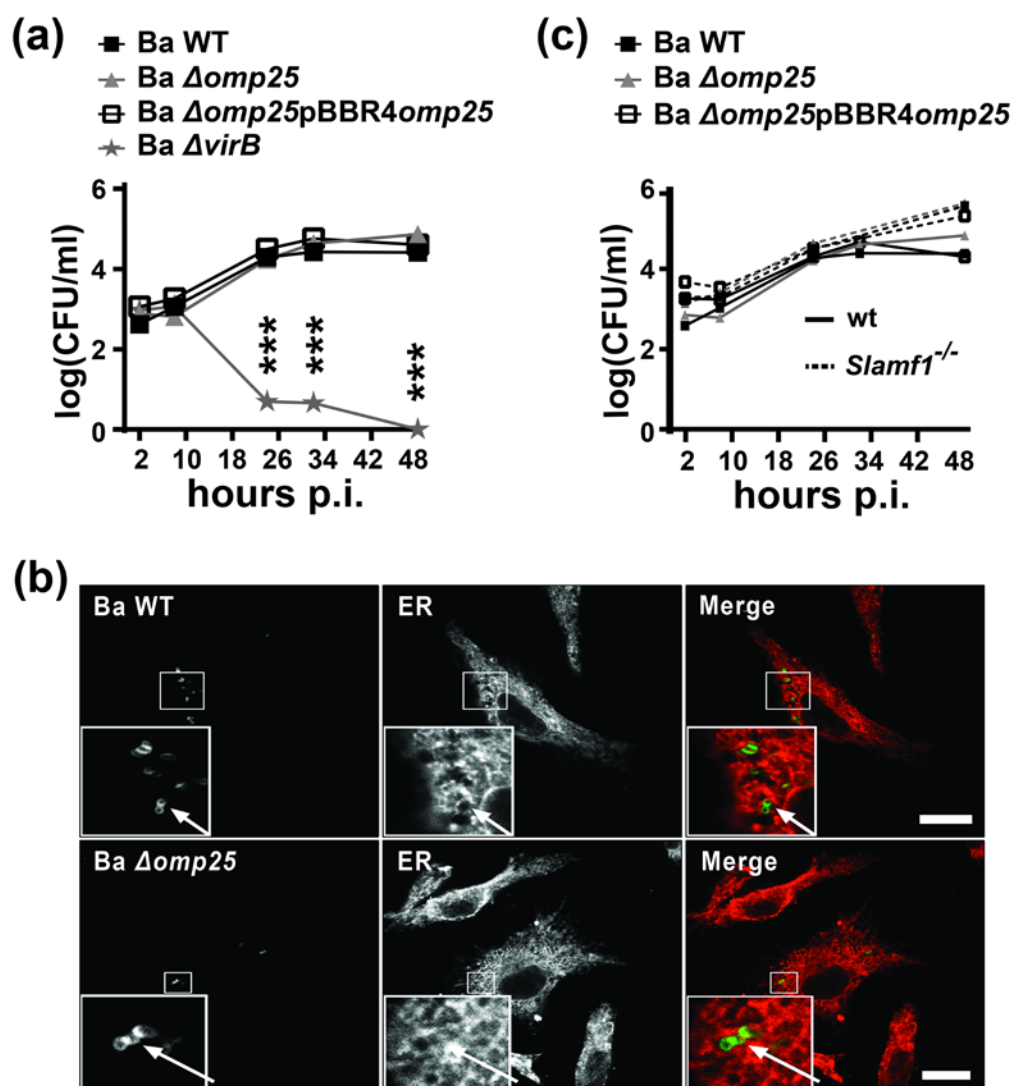 (a)
Ba WT
Ba Δomp25
Ba Δomp25pBBR4omp25
Ba ΔvirB
log(CFU/ml)
6
4
2
0
***
***
***
2 10 18 24 26 34 42 48
hours p.i.
(c)
Ba WT
Ba Δomp25
Ba Δomp25pBBR4omp25
log(CFU/ml)
6
4
2
0
wt
Slamf1-/-
2 10 18 26 34 42 48
hours p.i.
(b)
Ba WT
ER
Merge
Ba Δomp25
ER
Merge